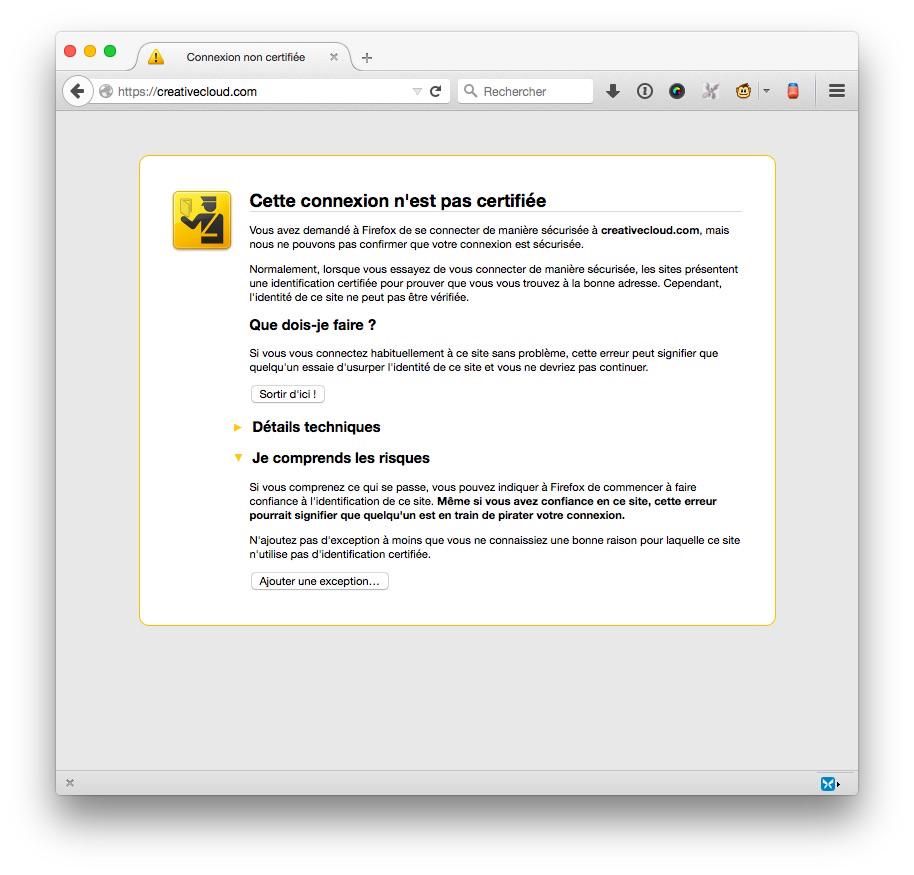 Connexion non certifiée
https://creativecloud.com
Rechercher
Cette connexion n'est pas certifiée
Vous avez demandé à Firefox de se connecter de manière sécurisée à creativecloud.com, mais
nous ne pouvons pas confirmer que votre connexion est sécurisée.
Normalement, lorsque vous essayez de vous connecter de manière sécurisée, les sites présentent
une identification certifiée pour prouver que vous vous trouvez à la bonne adresse. Cependant,
l'identité de ce site ne peut pas être vérifiée.
Que dois-je faire ?
Si vous vous connectez habituellement à ce site sans problème, cette erreur peut signifier que
quelqu'un essaie d'usurper l'identité de ce site et vous ne devriez pas continuer.
Sortir d'ici !
Détails techniques
Je comprends les risques
Si vous comprenez ce qui se passe, vous pouvez indiquer à Firefox de commencer à faire
confiance à l'identification de ce site. Même si vous avez confiance en ce site, cette erreur
pourrait signifier que quelqu'un est en train de pirater votre connexion.
N'ajoutez pas d'exception à moins que vous ne connaissiez une bonne raison pour laquelle ce site
n'utilise pas d'identification certifiée.
Ajouter une exception…